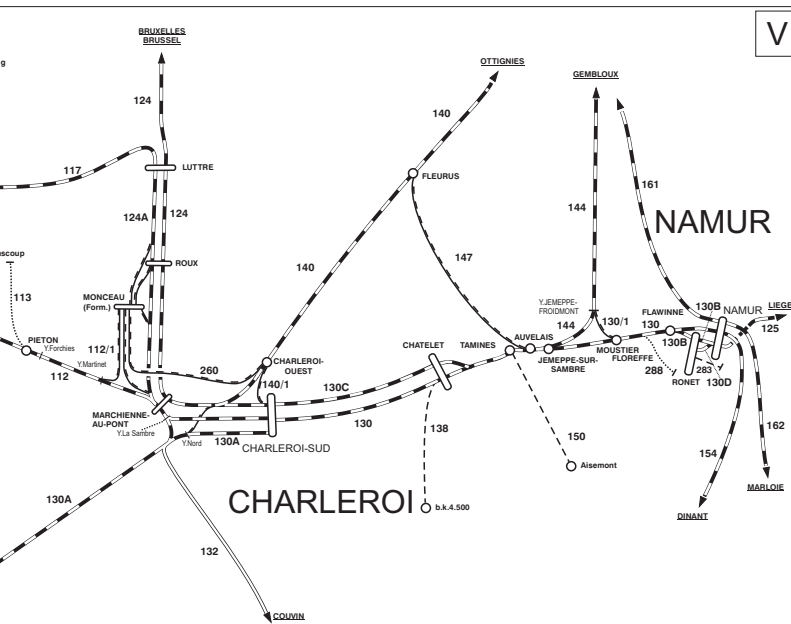 V
BRUXELLES
BRUSSEL
g
OTTIGNIES
GEMBLOUX
124
140
117
LUTTRE
FLEURUS
161
124A
124
144
NAMUR
uscoup
ROUX
140
147
113
MONCEAU
(Form.)
Y.JEMEPPE-
FROIDMONT
130B
NAMUR
LIEGE
125
FLAWINNE
130/1
130
144
PIETON
Y.Forchies
112/1
CHATELET
TAMINES
AUVELAIS
130B
Y.Martinet
112
260
CHARLEROI-
OUEST
JEMEPPE-SUR-
SAMBRE
MOUSTIER
FLOREFFE
288
283
RONET
130D
140/1
130C
MARCHIENNE-
AU-PONT
Y.La Sambre
Y.Nord
130A
130
138
162
CHARLEROI-SUD
150
154
Aisemont
130A
CHARLEROI
b.k.4.500
MARLOIE
DINANT
132
COUVIN